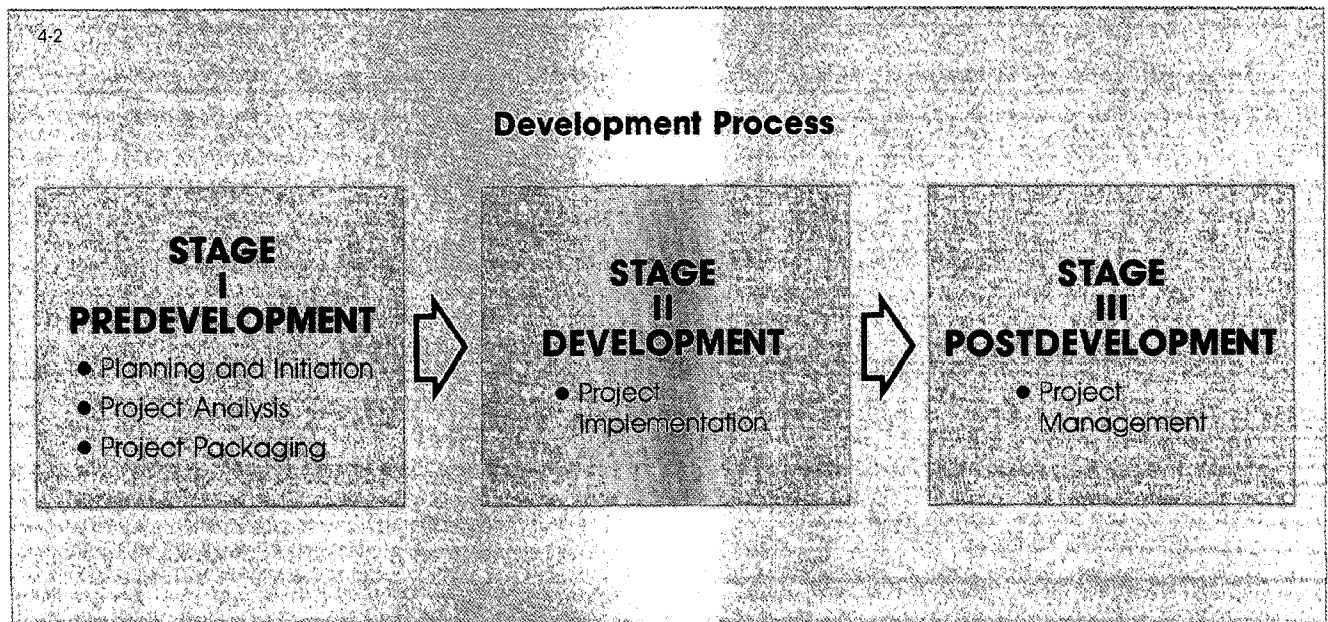 4-2
Development Process
STAGE
I
PREDEVELOPMENT
● Planning and Initiation
● Project Analysis
● Project Packaging
STAGE
II
DEVELOPMENT
● Project
Implementation
STAGE
III
POSTDEVELOPMENT
● Project
Management